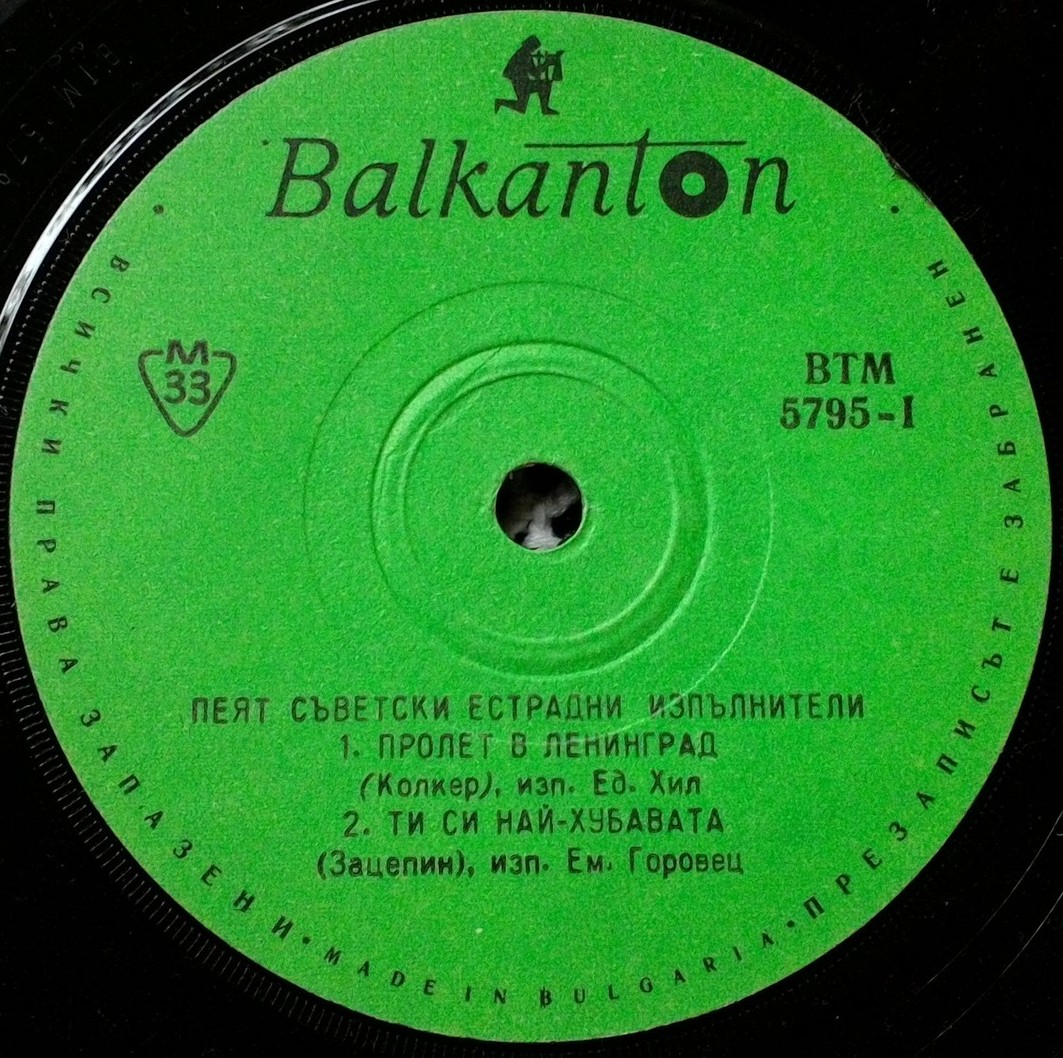 Balkanton
M
33
ВТМ
5795-I
ПЕЯТ СЪВЕТСКИ ЕСТРАДНИ ИЗПЪЛНИТЕЛИ
1. ПРОЛЕТ В ЛЕНИНГРАД
(Колкер), изп. Ед. Хил
2. ТИ СИ НАЙ-ХУБАВАТА
(Зацепин), изп. Ем. Горовец
• ВСИЧКИ ПРАВА ЗАПАЗЕНИ • MADE IN BULGARIA • ПРЕЗАПИСЪТ Е ЗАБРАНЕН •